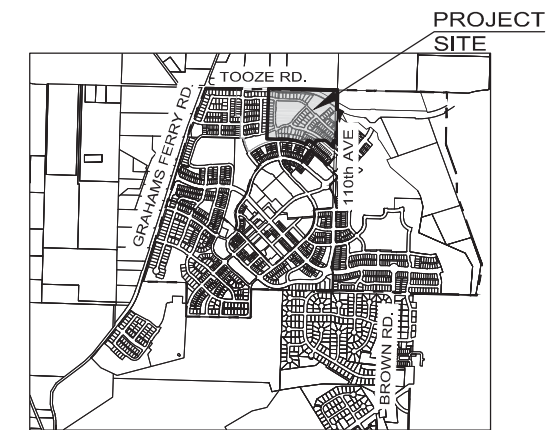 PROJECT
SITE
TOOZE RD.
GRAHAMS FERRY RD.
110th AVE
BROWN RD.